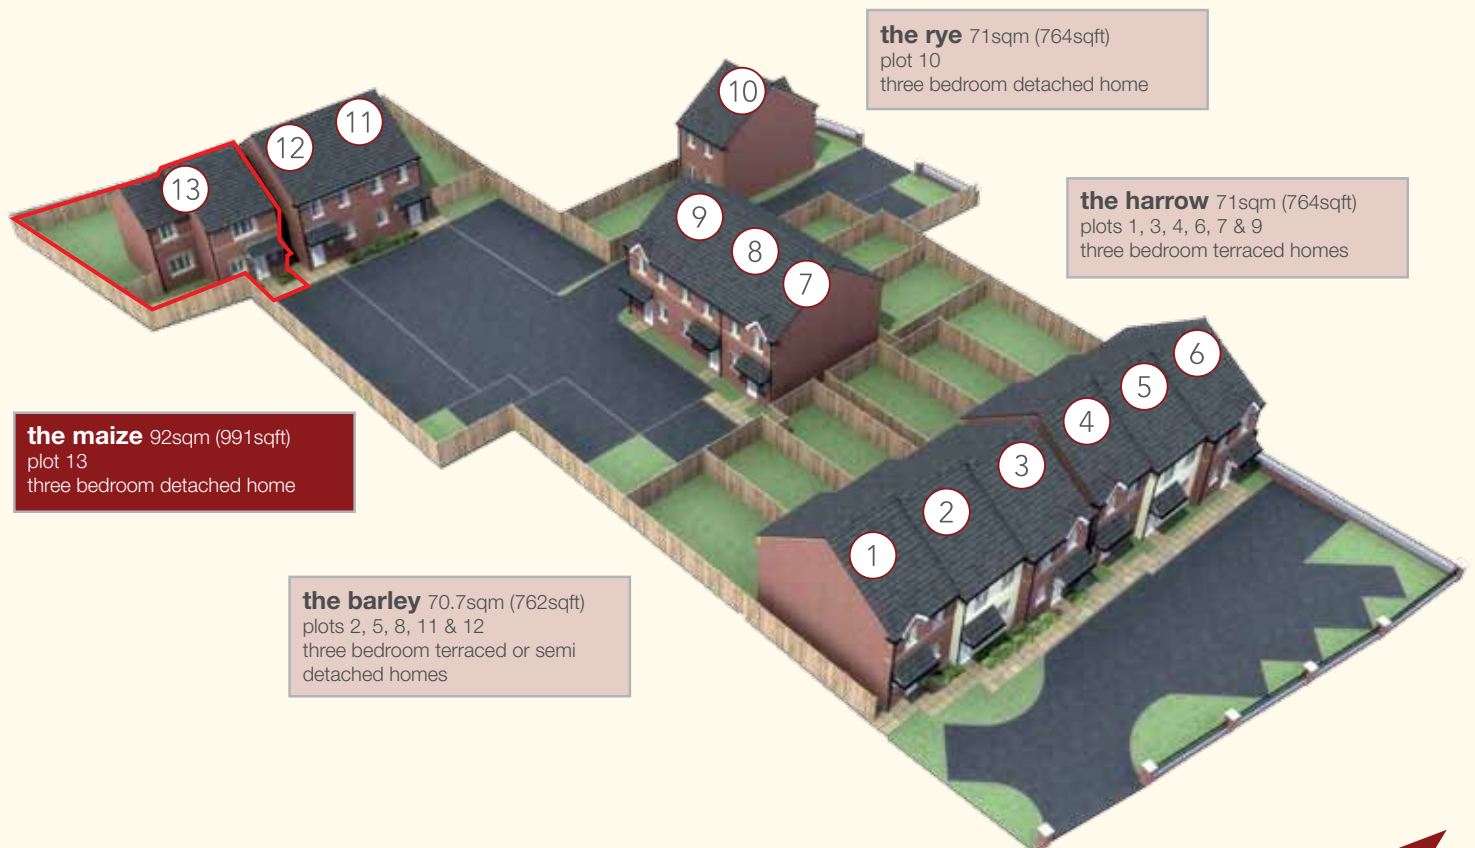 the rye 71sqm (764sqft)
plot 10
three bedroom detached home
10
11
12
13
the harrow 71sqm (764sqft)
plots 1, 3, 4, 6, 7 & 9
three bedroom terraced homes
9
8
7
6
5
4
3
2
1
the maize 92sqm (991sqft)
plot 13
three bedroom detached home
the barley 70.7sqm (762sqft)
plots 2, 5, 8, 11 & 12
three bedroom terraced or semi
detached homes